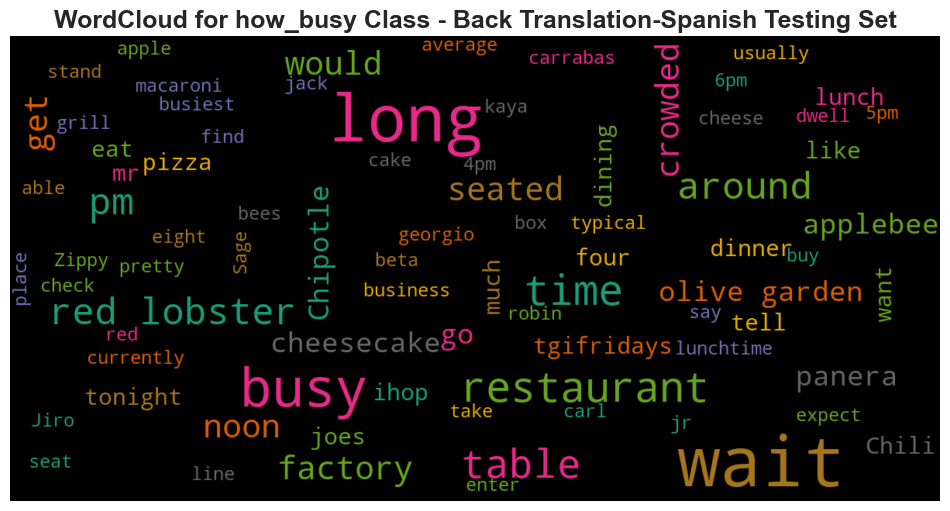 WordCloud for how_busy Class - Back Translation-Spanish Testing Set
apple
average
carrabas
usually
stand
would
crowded
6pm
macaroni
jack
long
lunch
busiest
kaya
get
grill
find
cheese
dwell
5pm
eat
pizza
cake
4pm
dining
like
mr
able
pm
seated
around
bees
Chipotle
box
typical
applebee
eight
Sage
georgio
dinner
place
Zippy
pretty
beta
four
buy
check
business
much
time
olive garden
want
red lobster
robin
say
tell
red
cheesecake
go
tgifridays
lunchtime
currently
busy
ihop
restaurant
panera
tonight
Jiro
noon
joes
take
carl
jr
expect
seat
line
factory
table
enter
wait
Chili